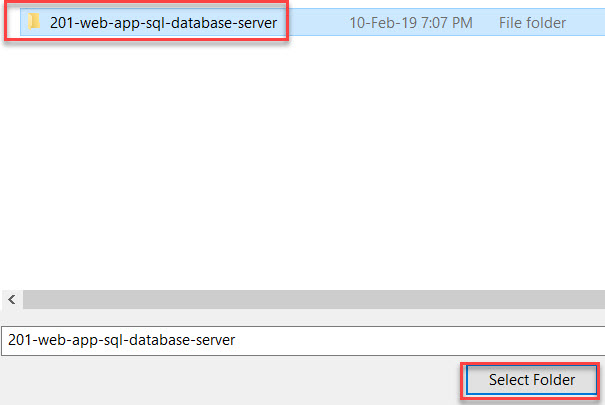 201-web-app-sql-database-server 10-Feb-19 7:07 PM File folder
201-web-app-sql-database-server
Select Folder